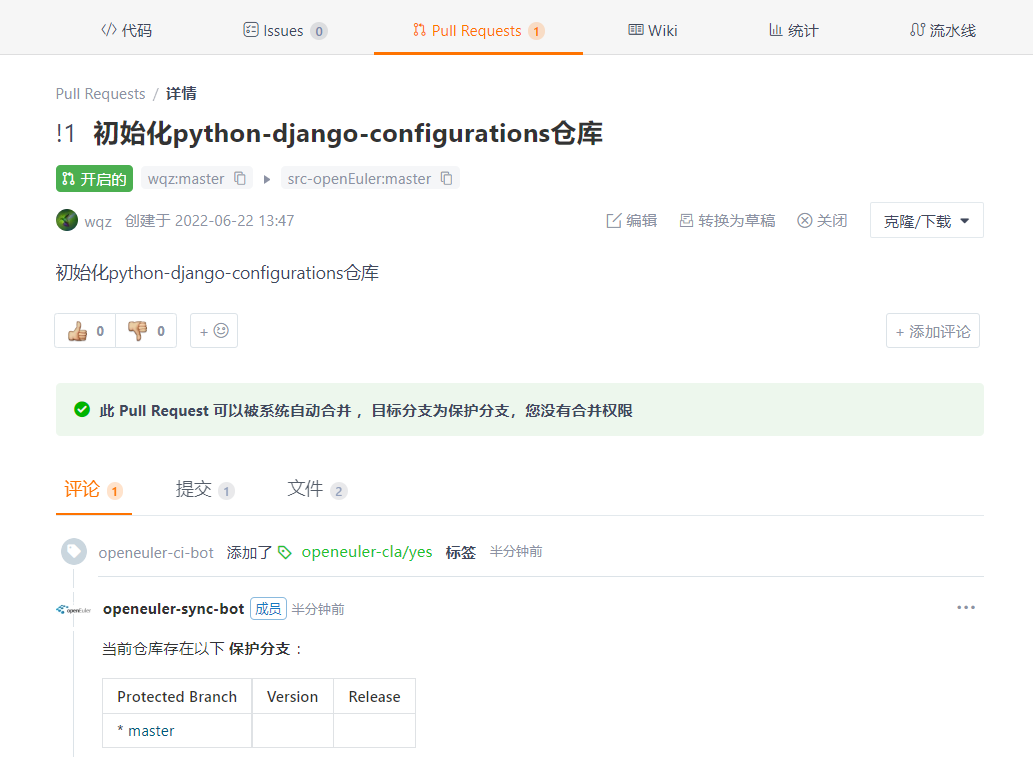 代码 Issues 0 Pull Requests 1 Wiki 统计 流水线
Pull Requests / 详情
!1 初始化python-django-configurations仓库
开启的 wqz:master src-openEuler:master
wqz 创建于 2022-06-22 13:47 编辑 转换为草稿 关闭 克隆/下载
初始化python-django-configurations仓库
0 0 + + 添加评论
此 Pull Request 可以被系统自动合并 ，目标分支为保护分支，您没有合并权限
评论 1 提交 1 文件 2
openeuler-ci-bot 添加了 openeuler-cla/yes 标签 半分钟前
openEuler openeuler-sync-bot 成员 半分钟前
当前仓库存在以下 保护分支 ：
Protected Branch Version Release
* master